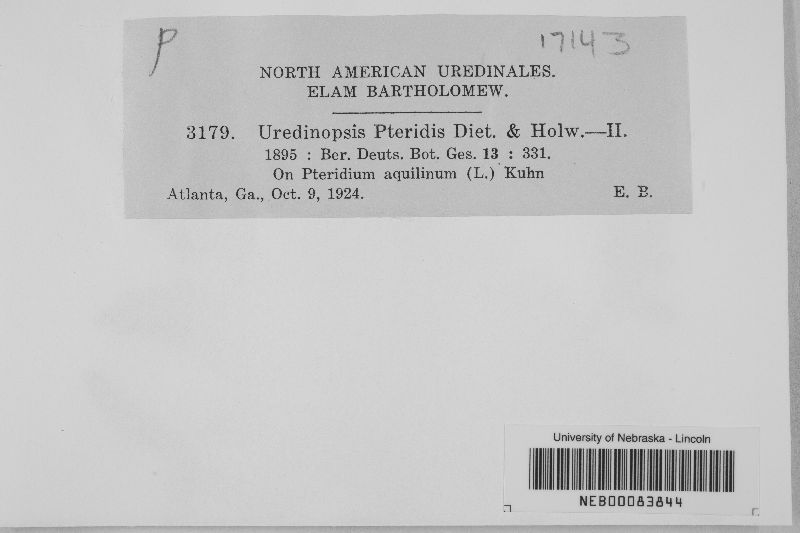 P 17143
NORTH AMERICAN UREDINALES.
ELAM BARTHOLOMEW.
3179. Uredinopsis Pteridis Diet. & Holw.—II.
1895 : Ber. Deuts. Bot. Ges. 13 : 331.
On Pteridium aquilinum (L.) Kuhn
Atlanta, Ga., Oct. 9, 1924. E. B.
University of Nebraska - Lincoln
NEB00083844